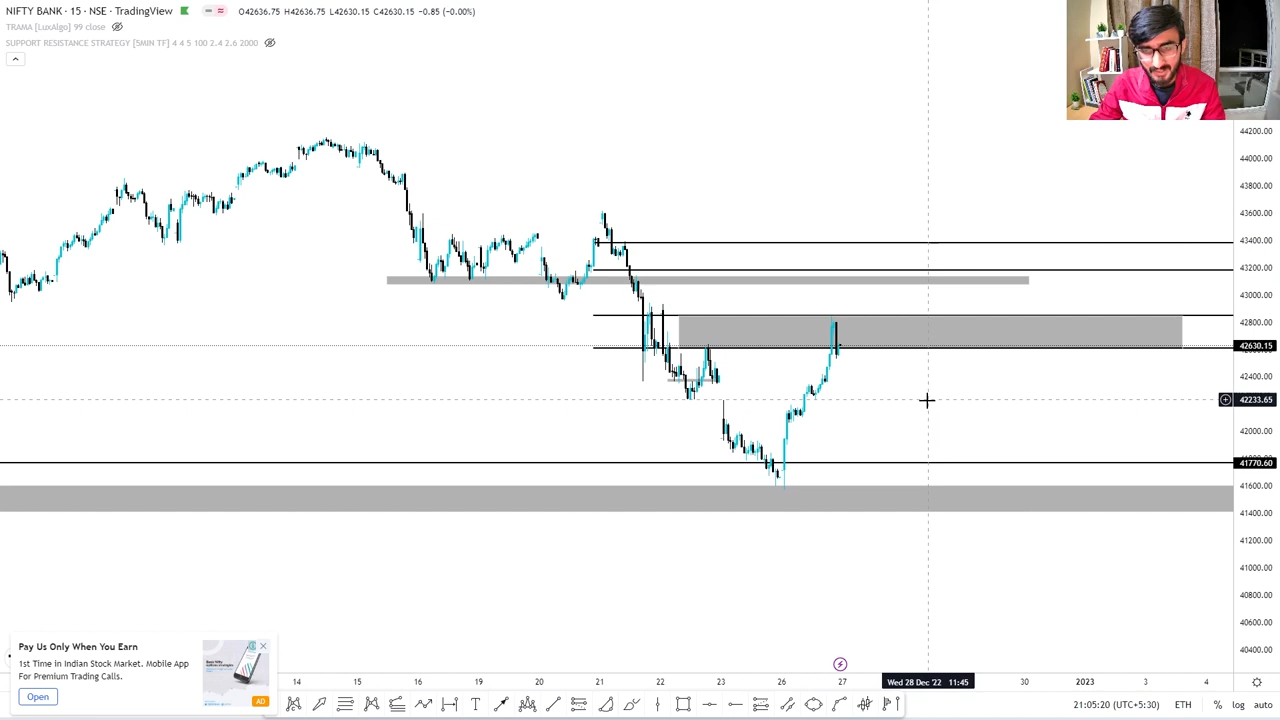 NIFTY BANK · 15 · NSE · TradingView
O42636.75 H42636.75 L42630.15 C42630.15 -0.85 (-0.00%)
TRAMA [LuxAlgo] 99 close
SUPPORT RESISTANCE STRATEGY [5MIN TF] 4 4 5 100 2.4 2.6 2000
44200.00
44000.00
43800.00
43600.00
43400.00
43200.00
43000.00
42800.00
42630.15
42400.00
42233.65
42000.00
41770.60
41600.00
41400.00
41200.00
41000.00
40800.00
40600.00
40400.00
Pay Us Only When You Earn
1st Time in Indian Stock Market. Mobile App
For Premium Trading Calls.
Open
AD
14
15
16
19
20
21
22
23
26
27
Wed 28 Dec '22 11:45
30
2023
3
4
21:05:20 (UTC+5:30)
ETH
% log auto